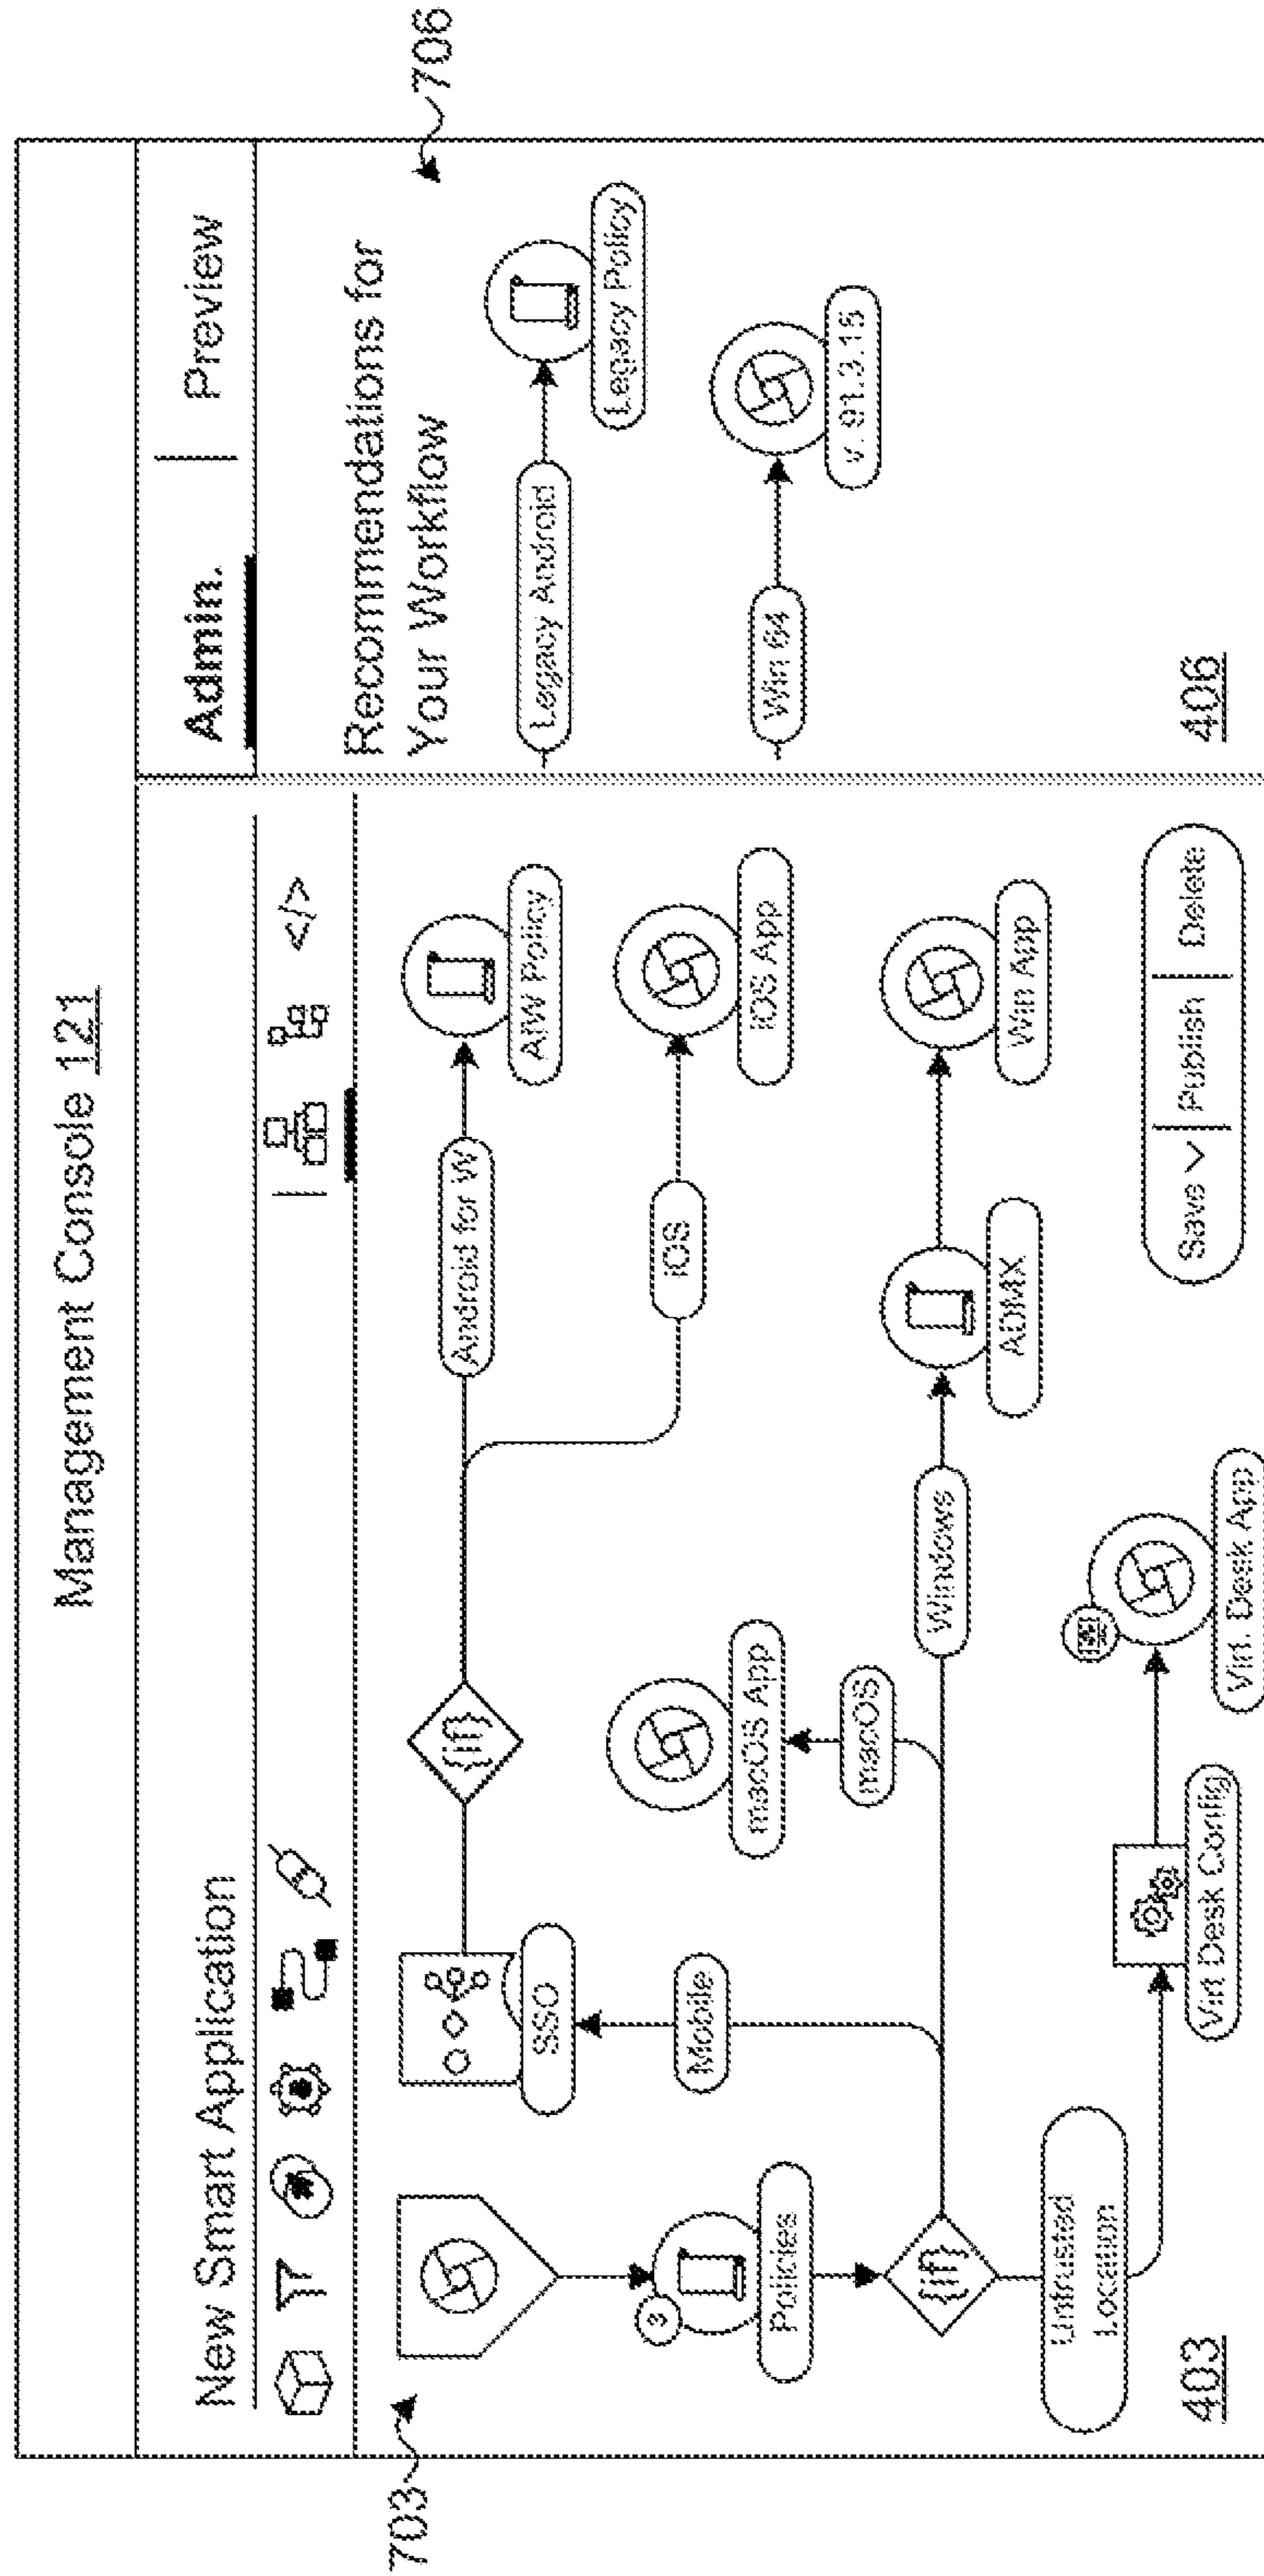 Management Console 121
New Smart Application
Admin. | Preview
</>
703
706
Recommendations for
Your Workflow
SSO
{if}
Android for W
AfW Policy
Legacy Android
Legacy Policy
3
Policies
Mobile
macOS App
macOS
iOS
iOS App
Win 64
v. 91.3.15
{if}
Windows
ADMX
Win App
Untrusted
Location
Virt Desk Config
Virt. Desk App
Save | Publish | Delete
403
406